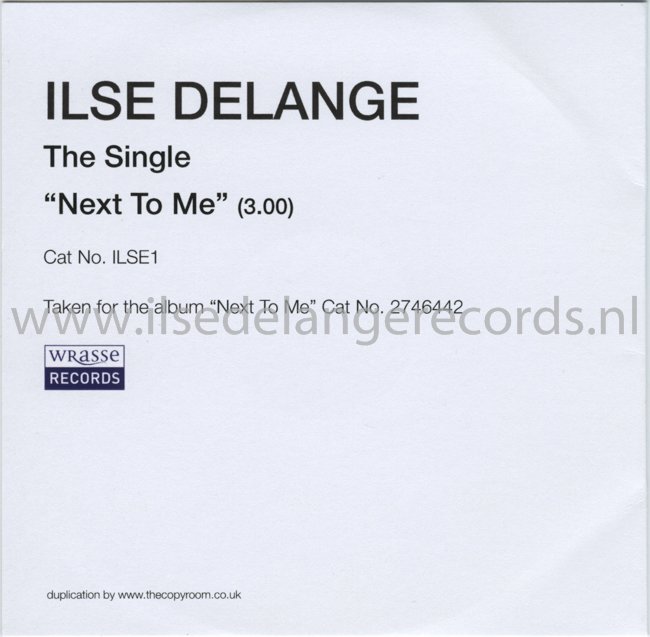 ILSE DELANGE
The Single
“Next To Me” (3.00)
Cat No. ILSE1
Taken for the album “Next To Me” Cat No. 2746442
www.ilsedelangerecords.nl
wrasse
RECORDS
duplication by www.thecopyroom.co.uk